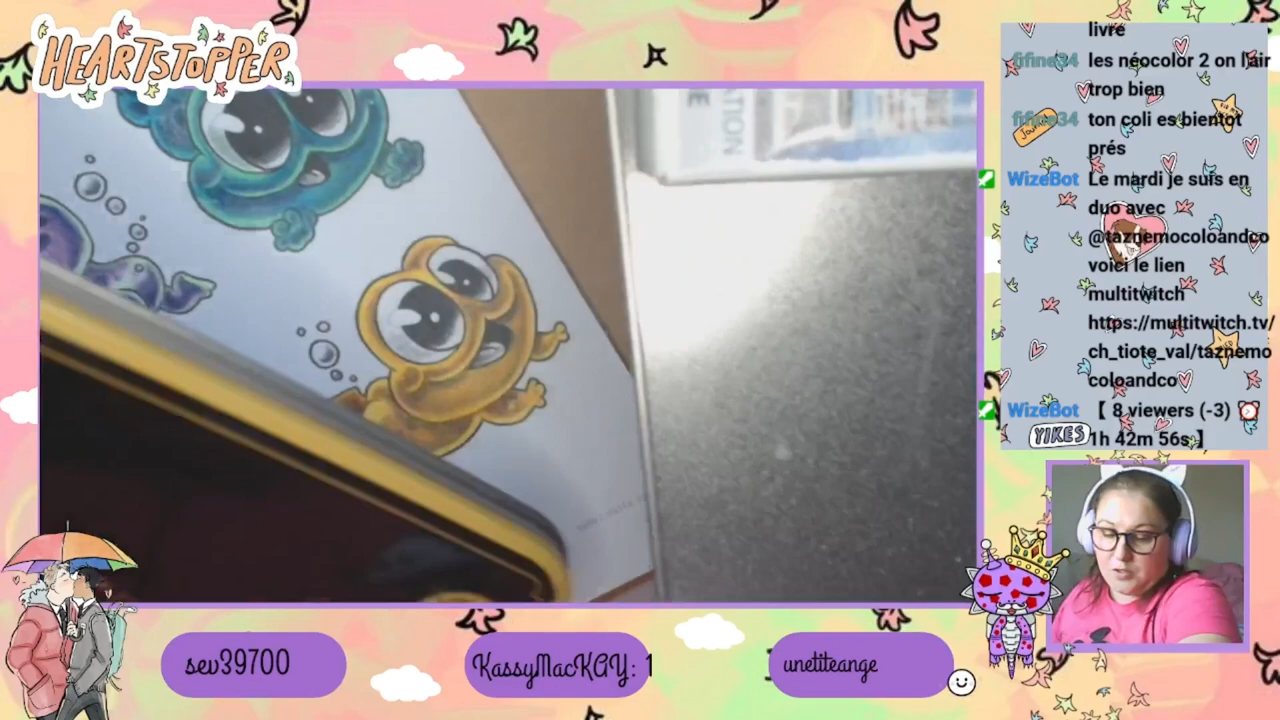 HEARTSTOPPER
livre
fifine34 les néocolor 2 on l'air
trop bien
fifine34 ton coli es bientot
prés
WizeBot Le mardi je suis en
duo avec
@taznemocoloandco
voici le lien
multitwitch
https://multitwitch.tv/
ch_tiote_val/taznemo
coloandco
WizeBot 【 8 viewers (-3) ⏰
1h 42m 56s 】
YIKES
ATION
sev39700
KassyMacKAY: 1
unetiteange